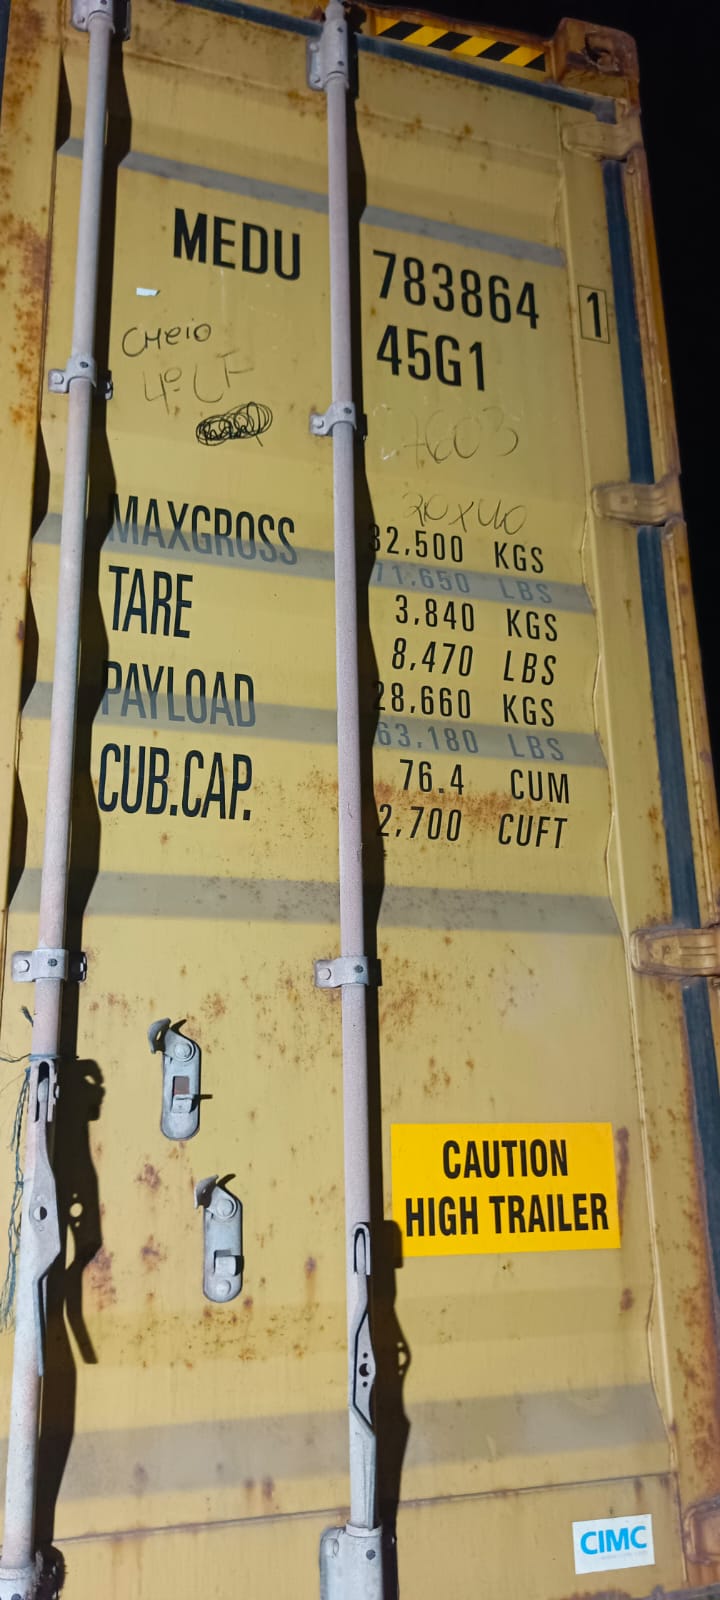 MEDU 783864 1
45G1
CHEIO
4º CF
20X40
MAXGROSS 32.500 KGS
71.650 LBS
TARE 3.840 KGS
8.470 LBS
PAYLOAD 28.660 KGS
63.180 LBS
CUB.CAP. 76.4 CUM
2.700 CUFT
CAUTION
HIGH TRAILER
CIMC